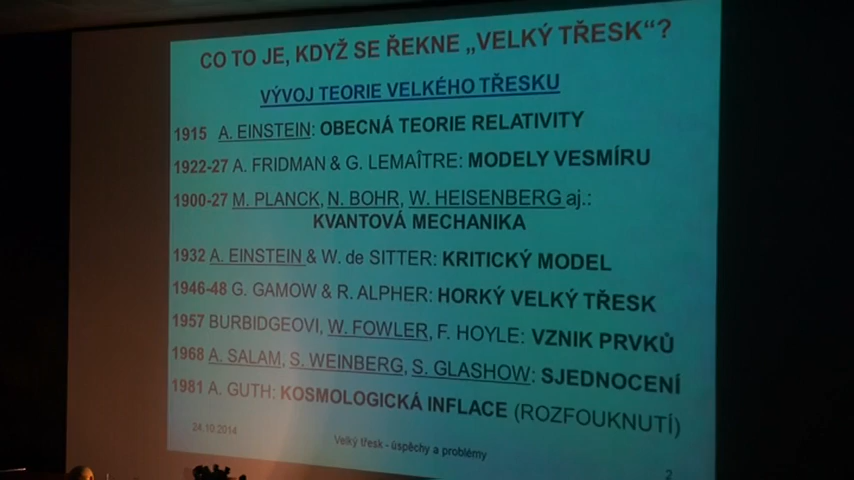 CO TO JE, KDYŽ SE ŘEKNE „VELKÝ TŘESK“?
VÝVOJ TEORIE VELKÉHO TŘESKU
1915 A. EINSTEIN: OBECNÁ TEORIE RELATIVITY
1922-27 A. FRIDMAN & G. LEMAÎTRE: MODELY VESMÍRU
1900-27 M. PLANCK, N. BOHR, W. HEISENBERG aj.:
KVANTOVÁ MECHANIKA
1932 A. EINSTEIN & W. de SITTER: KRITICKÝ MODEL
1946-48 G. GAMOW & R. ALPHER: HORKÝ VELKÝ TŘESK
1957 BURBIDGEOVI, W. FOWLER, F. HOYLE: VZNIK PRVKŮ
1968 A. SALAM, S. WEINBERG, S. GLASHOW: SJEDNOCENÍ
1981 A. GUTH: KOSMOLOGICKÁ INFLACE (ROZFOUKNUTÍ)
24.10.2014
Velký třesk - úspěchy a problémy
2